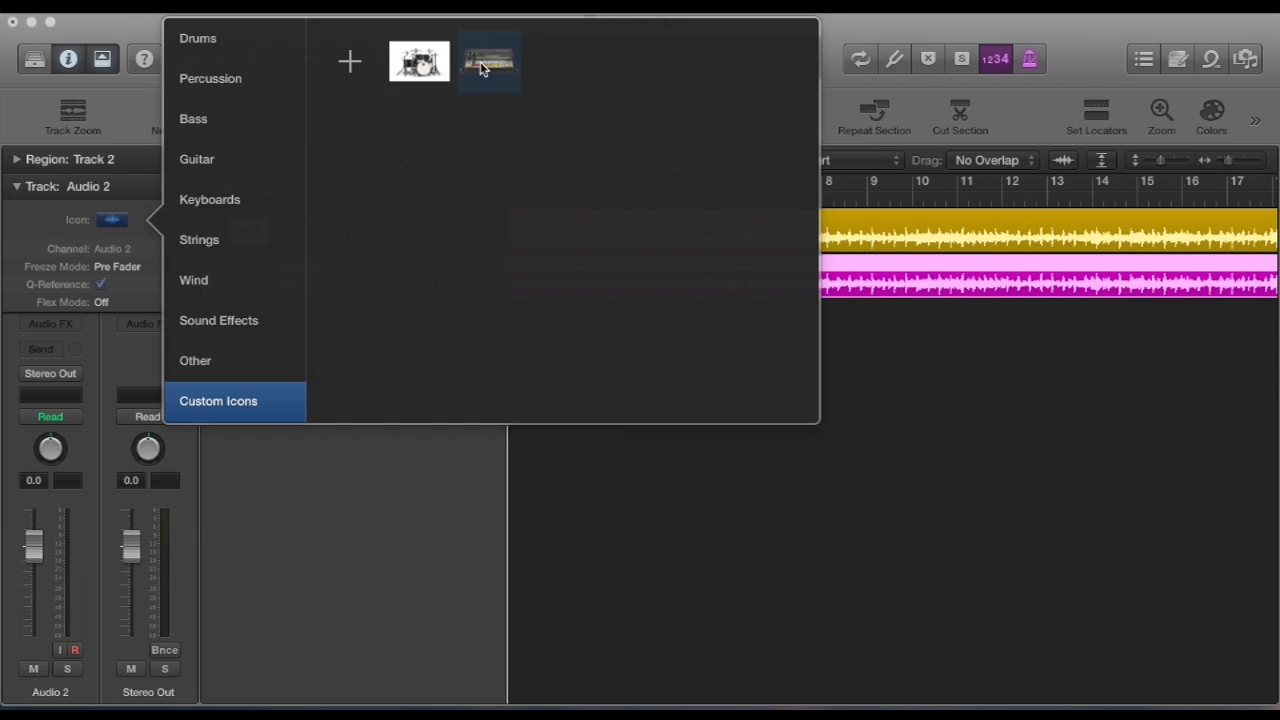 Drums
Percussion
Bass
Guitar
Keyboards
Strings
Wind
Sound Effects
Other
Custom Icons
1234
S
Track Zoom
Repeat Section
Cut Section
Set Locators
Zoom
Colors
Region: Track 2
Track: Audio 2
Drag: No Overlap
8 9 10 11 12 13 14 15 16 17
Icon:
Channel: Audio 2
Freeze Mode: Pre Fader
Q-Reference:
Flex Mode: Off
Audio FX
Send
Stereo Out
Read Read
0.0 0.0
I R Bnce
M S M S
Audio 2 Stereo Out